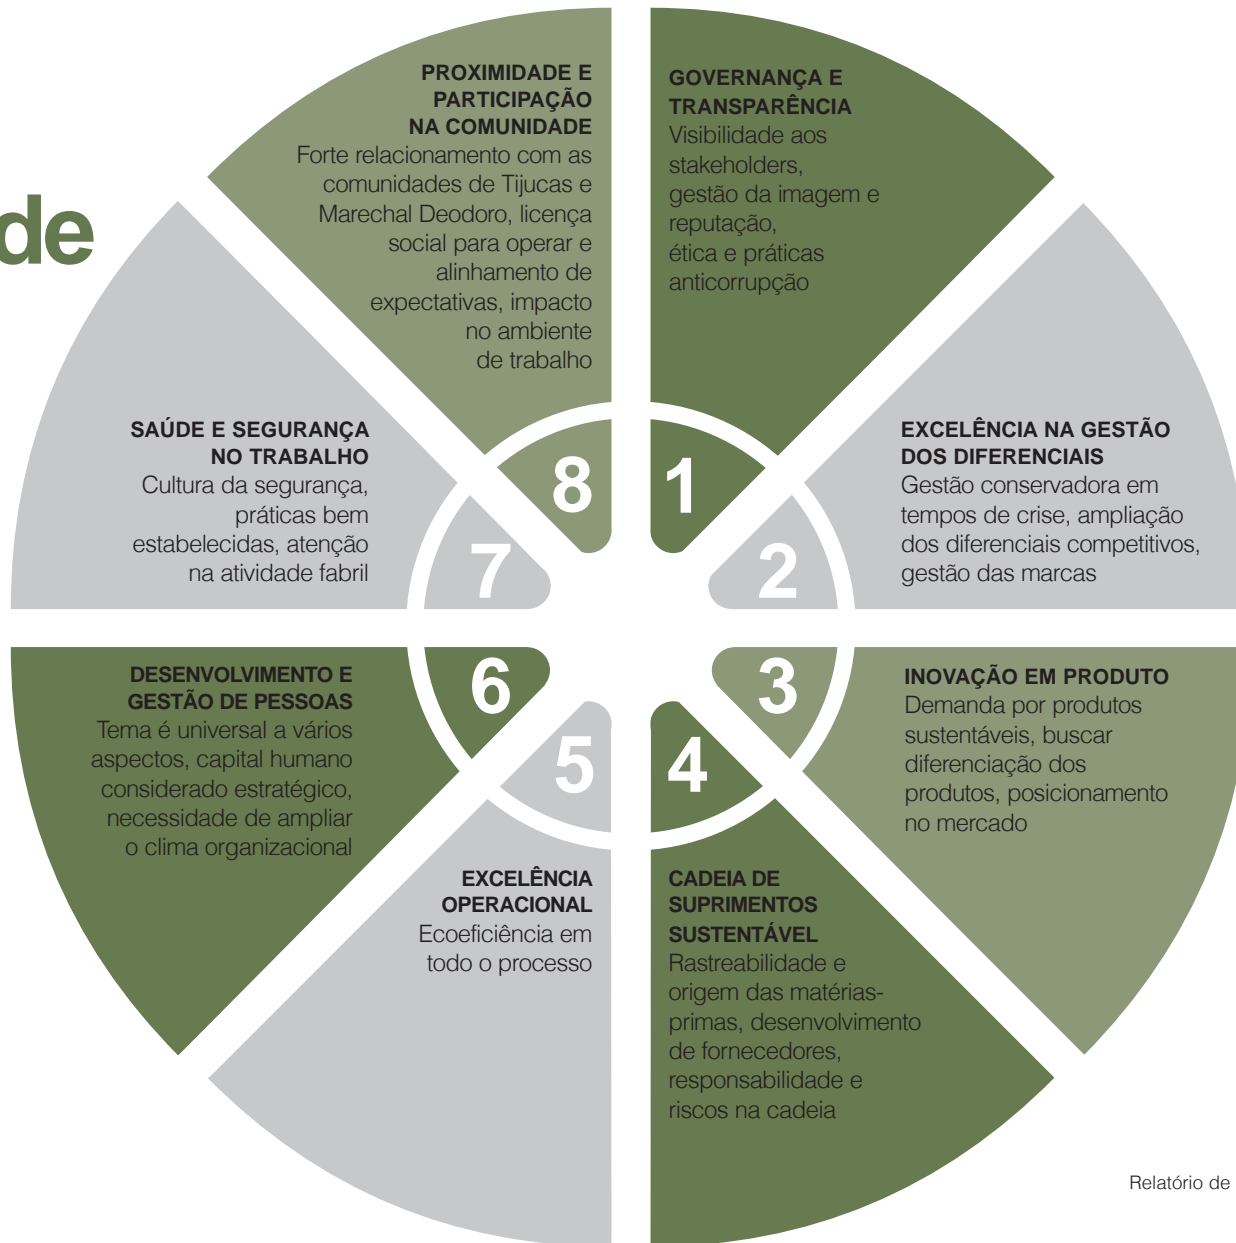 de
PROXIMIDADE E
PARTICIPAÇÃO
NA COMUNIDADE
Forte relacionamento com as
comunidades de Tijucas e
Marechal Deodoro, licença
social para operar e
alinhamento de
expectativas, impacto
no ambiente
de trabalho
8
GOVERNANÇA E
TRANSPARÊNCIA
Visibilidade aos
stakeholders,
gestão da imagem e
reputação,
ética e práticas
anticorrupção
1
EXCELÊNCIA NA GESTÃO
DOS DIFERENCIAIS
Gestão conservadora em
tempos de crise, ampliação
dos diferenciais competitivos,
gestão das marcas
2
INOVAÇÃO EM PRODUTO
Demanda por produtos
sustentáveis, buscar
diferenciação dos
produtos, posicionamento
no mercado
3
CADEIA DE
SUPRIMENTOS
SUSTENTÁVEL
Rastreabilidade e
origem das matérias-
primas, desenvolvimento
de fornecedores,
responsabilidade e
riscos na cadeia
4
EXCELÊNCIA
OPERACIONAL
Ecoeficiência em
todo o processo
5
DESENVOLVIMENTO E
GESTÃO DE PESSOAS
Tema é universal a vários
aspectos, capital humano
considerado estratégico,
necessidade de ampliar
o clima organizacional
6
SAÚDE E SEGURANÇA
NO TRABALHO
Cultura da segurança,
práticas bem
estabelecidas, atenção
na atividade fabril
7
Relatório de